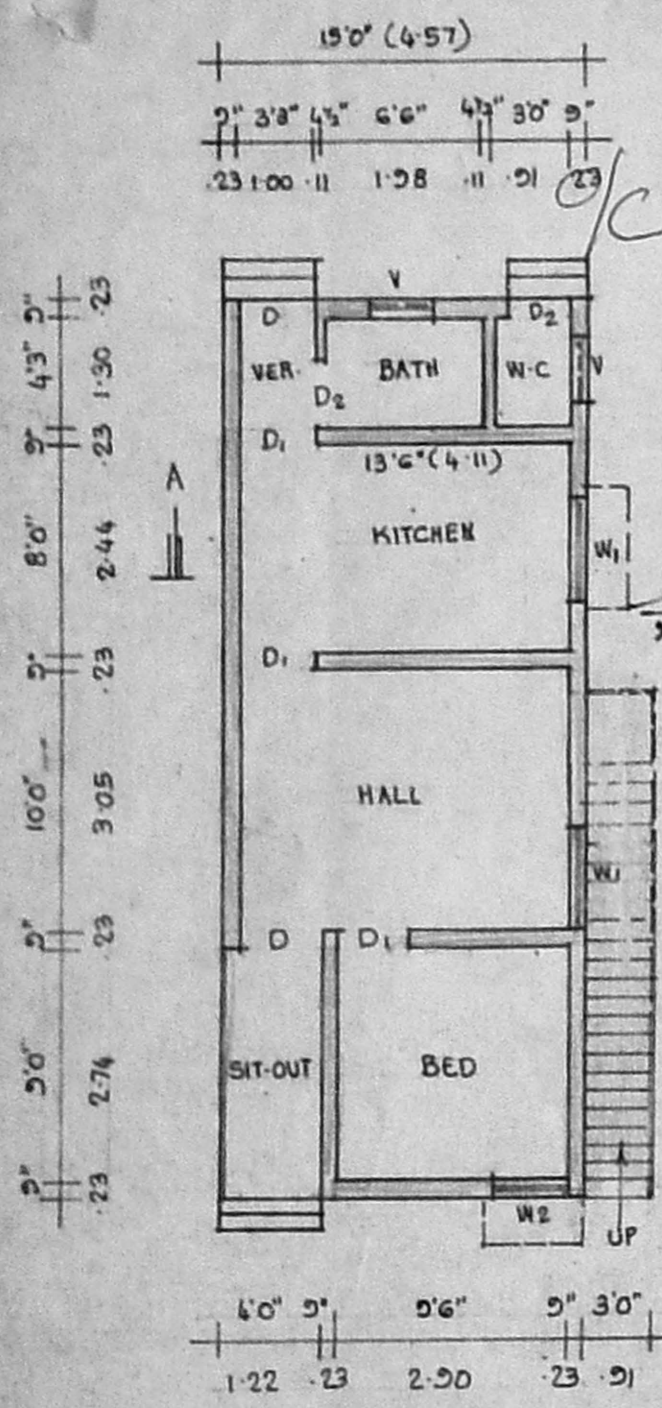 15'0" (4·57)
9" 3'3" 4½" 6'6" 4½" 3'0" 9"
·23 1·00 ·11 1·98 ·11 ·91 ·23
V
D D2
VER. BATH W·C V
D2
D1
13'6" (4·11)
KITCHEN
W1
A
D1
HALL
W1
D D1
SIT-OUT BED
W2
UP
9" ·23
4'3" 1·30
9" ·23
8'0" 2·44
9" ·23
10'0" 3·05
9" ·23
9'0" 2·74
9" ·23
4'0" 9" 9'6" 9" 3'0"
1·22 ·23 2·90 ·23 ·91